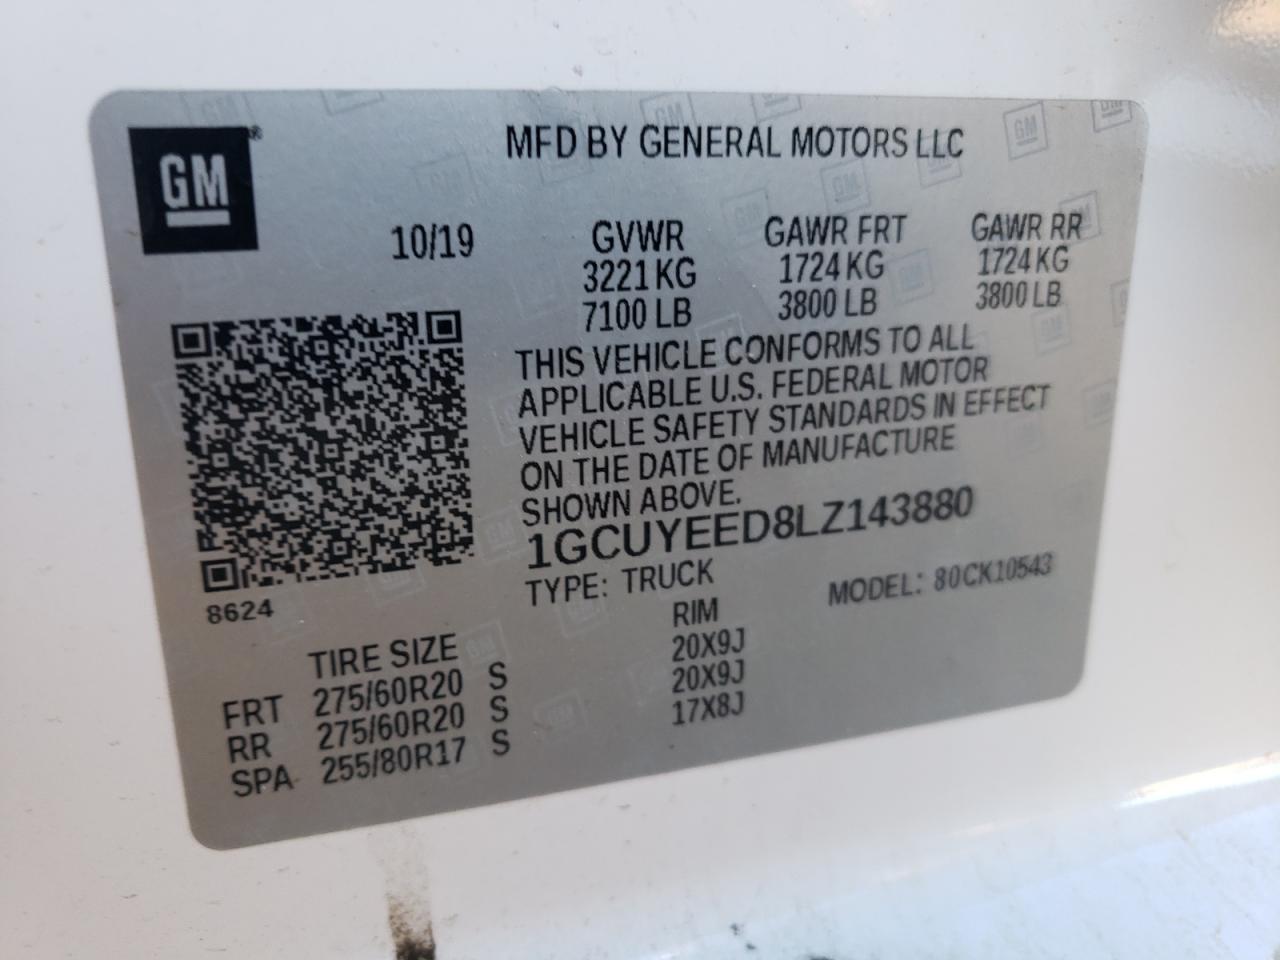 GM®
MFD BY GENERAL MOTORS LLC
10/19
GVWR GAWR FRT GAWR RR
3221 KG 1724 KG 1724 KG
7100 LB 3800 LB 3800 LB
THIS VEHICLE CONFORMS TO ALL
APPLICABLE U.S. FEDERAL MOTOR
VEHICLE SAFETY STANDARDS IN EFFECT
ON THE DATE OF MANUFACTURE
SHOWN ABOVE.
1GCUYEED8LZ143880
TYPE: TRUCK MODEL: 80CK10543
8624
TIRE SIZE RIM
FRT 275/60R20 S 20X9J
RR 275/60R20 S 20X9J
SPA 255/80R17 S 17X8J